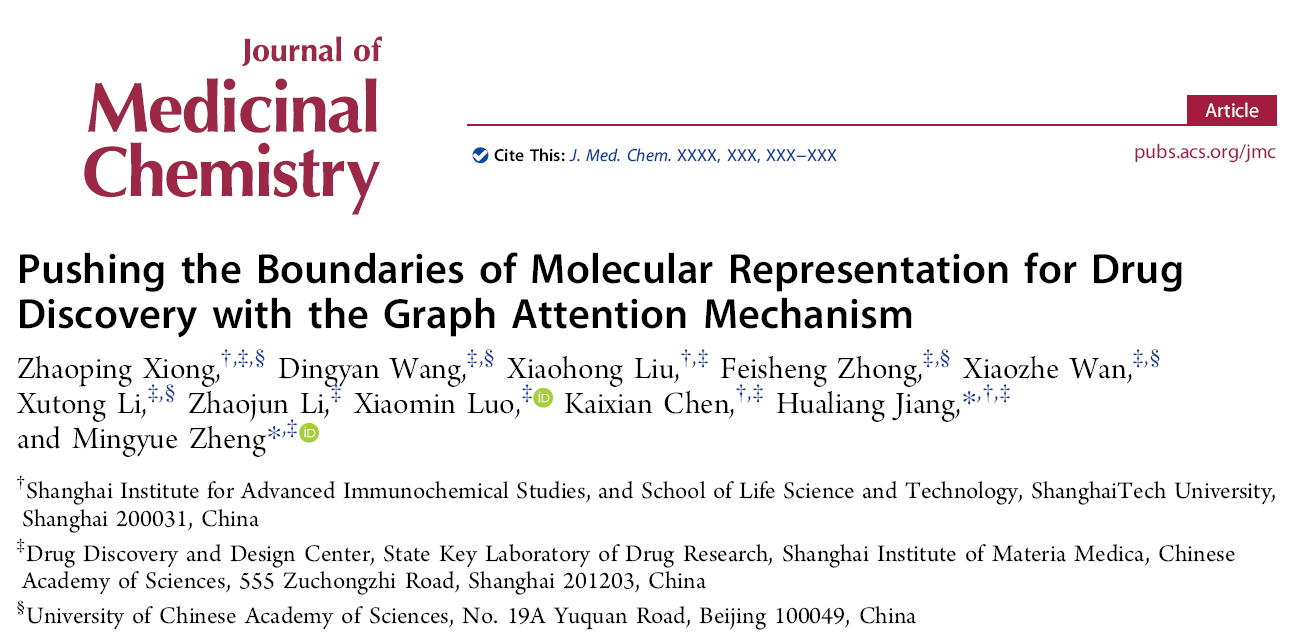 Journal of
Medicinal
Chemistry
Article
Cite This: J. Med. Chem. XXXX, XXX, XXX−XXX
pubs.acs.org/jmc
Pushing the Boundaries of Molecular Representation for Drug
Discovery with the Graph Attention Mechanism
Zhaoping Xiong,†,‡,§ Dingyan Wang,‡,§ Xiaohong Liu,†,‡ Feisheng Zhong,‡,§ Xiaozhe Wan,‡,§
Xutong Li,‡,§ Zhaojun Li,‡ Xiaomin Luo,‡ iD Kaixian Chen,†,‡ Hualiang Jiang,*,†,‡
and Mingyue Zheng*,‡ iD
†Shanghai Institute for Advanced Immunochemical Studies, and School of Life Science and Technology, ShanghaiTech University,
Shanghai 200031, China
‡Drug Discovery and Design Center, State Key Laboratory of Drug Research, Shanghai Institute of Materia Medica, Chinese
Academy of Sciences, 555 Zuchongzhi Road, Shanghai 201203, China
§University of Chinese Academy of Sciences, No. 19A Yuquan Road, Beijing 100049, China